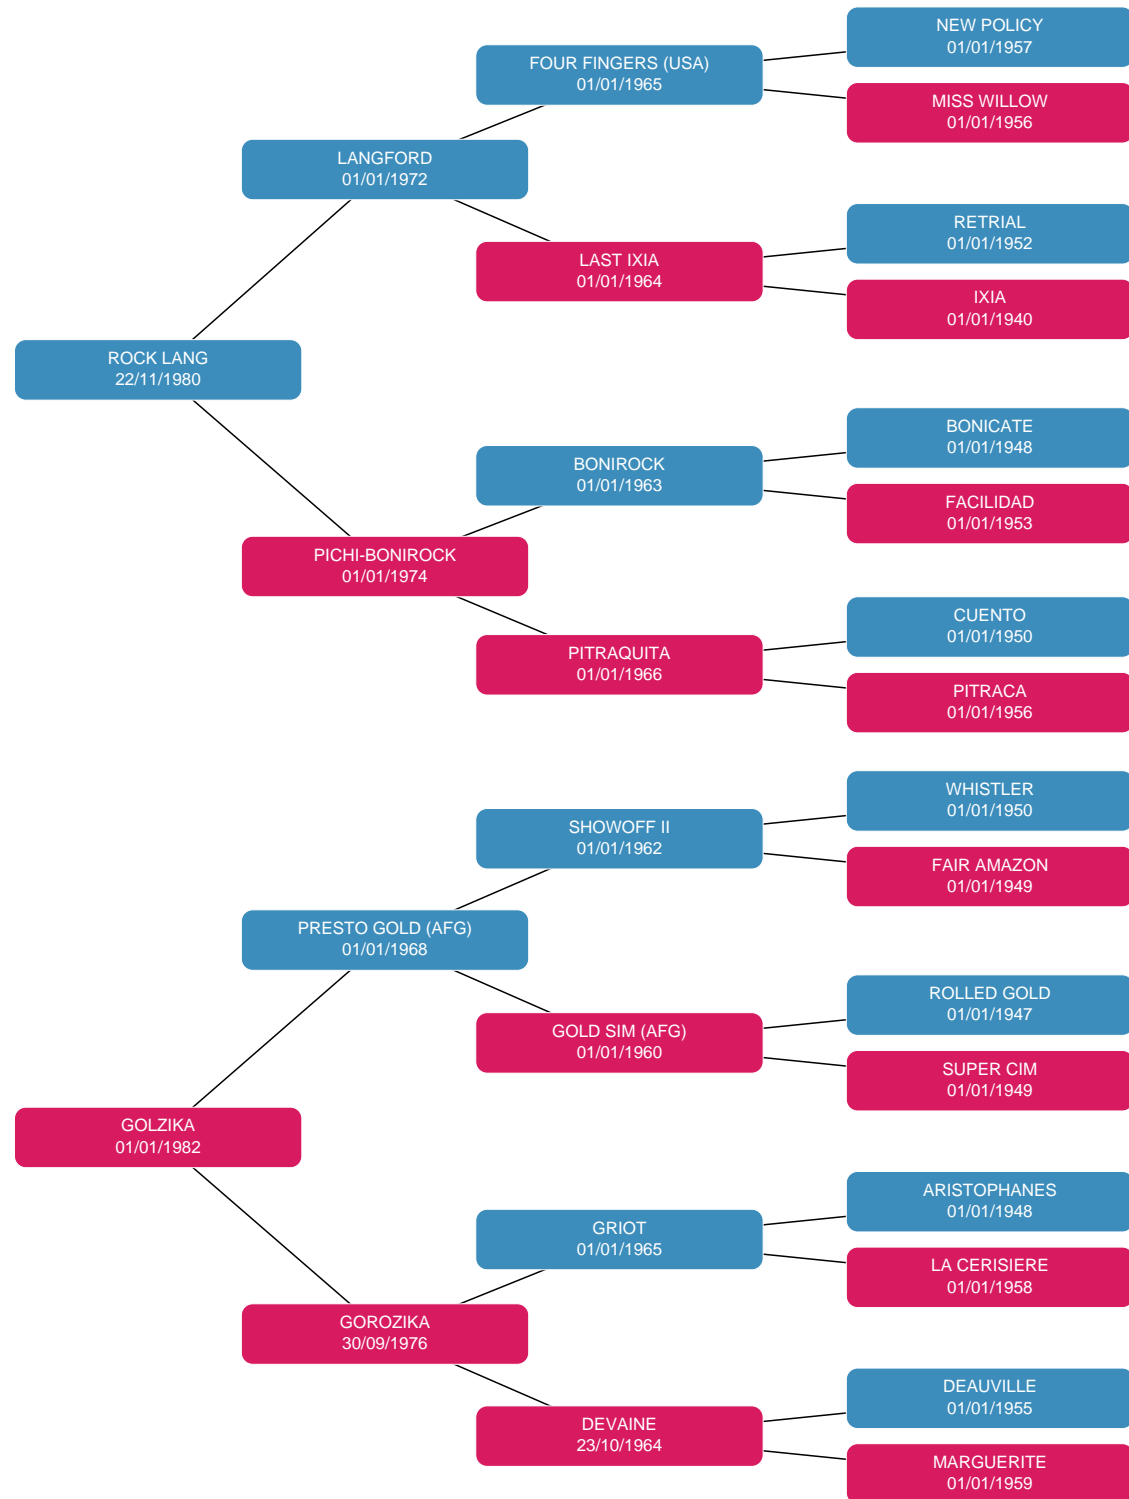 NEW POLICY
01/01/1957
FOUR FINGERS (USA)
01/01/1965
MISS WILLOW
01/01/1956
LANGFORD
01/01/1972
RETRIAL
01/01/1952
LAST IXIA
01/01/1964
IXIA
01/01/1940
ROCK LANG
22/11/1980
BONICATE
01/01/1948
BONIROCK
01/01/1963
FACILIDAD
01/01/1953
PICHI-BONIROCK
01/01/1974
CUENTO
01/01/1950
PITRAQUITA
01/01/1966
PITRACA
01/01/1956
WHISTLER
01/01/1950
SHOWOFF II
01/01/1962
FAIR AMAZON
01/01/1949
PRESTO GOLD (AFG)
01/01/1968
ROLLED GOLD
01/01/1947
GOLD SIM (AFG)
01/01/1960
SUPER CIM
01/01/1949
GOLZIKA
01/01/1982
ARISTOPHANES
01/01/1948
GRIOT
01/01/1965
LA CERISIERE
01/01/1958
GOROZIKA
30/09/1976
DEAUVILLE
01/01/1955
DEVAINE
23/10/1964
MARGUERITE
01/01/1959